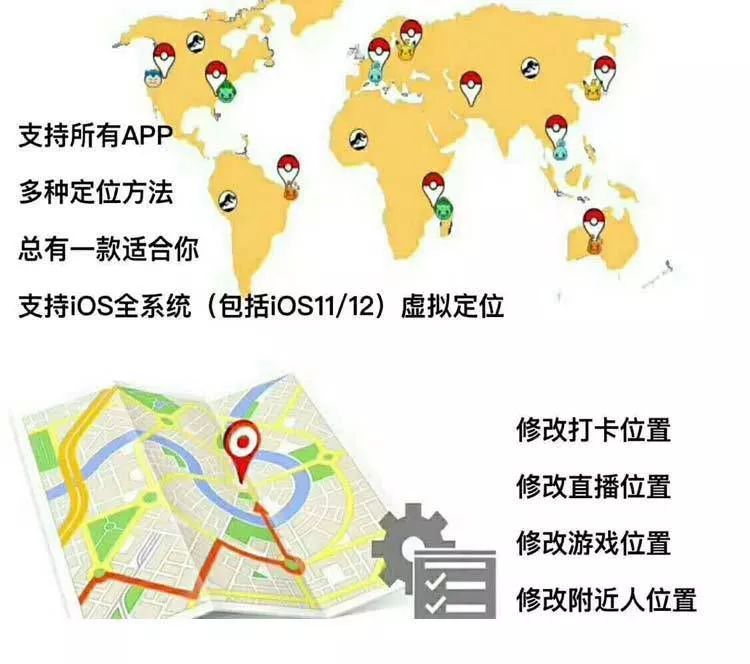 支持所有APP
多种定位方法
总有一款适合你
支持iOS全系统（包括iOS11/12）虚拟定位
修改打卡位置
修改直播位置
修改游戏位置
修改附近人位置